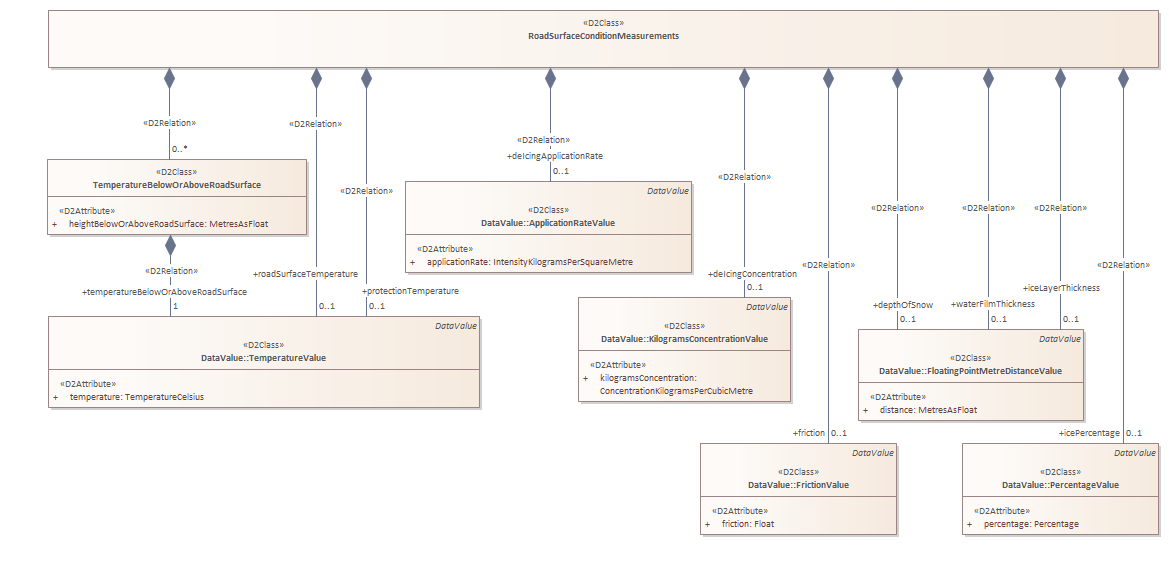 «D2Class»
RoadSurfaceConditionMeasurements
«D2Relation»
0..*
«D2Class»
TemperatureBelowOrAboveRoadSurface
«D2Attribute»
+ heightBelowOrAboveRoadSurface: MetresAsFloat
«D2Relation»
+temperatureBelowOrAboveRoadSurface
1
«D2Relation»
+roadSurfaceTemperature
0..1
«D2Relation»
+protectionTemperature
0..1
DataValue
«D2Class»
DataValue::TemperatureValue
«D2Attribute»
+ temperature: TemperatureCelsius
«D2Relation»
+deIcingApplicationRate
0..1
DataValue
«D2Class»
DataValue::ApplicationRateValue
«D2Attribute»
+ applicationRate: IntensityKilogramsPerSquareMetre
«D2Relation»
+deIcingConcentration
0..1
DataValue
«D2Class»
DataValue::KilogramsConcentrationValue
«D2Attribute»
+ kilogramsConcentration:
ConcentrationKilogramsPerCubicMetre
«D2Relation»
+friction 0..1
DataValue
«D2Class»
DataValue::FrictionValue
«D2Attribute»
+ friction: Float
«D2Relation»
+depthOfSnow
0..1
«D2Relation»
+waterFilmThickness
0..1
«D2Relation»
+iceLayerThickness
0..1
DataValue
«D2Class»
DataValue::FloatingPointMetreDistanceValue
«D2Attribute»
+ distance: MetresAsFloat
«D2Relation»
+icePercentage 0..1
DataValue
«D2Class»
DataValue::PercentageValue
«D2Attribute»
+ percentage: Percentage